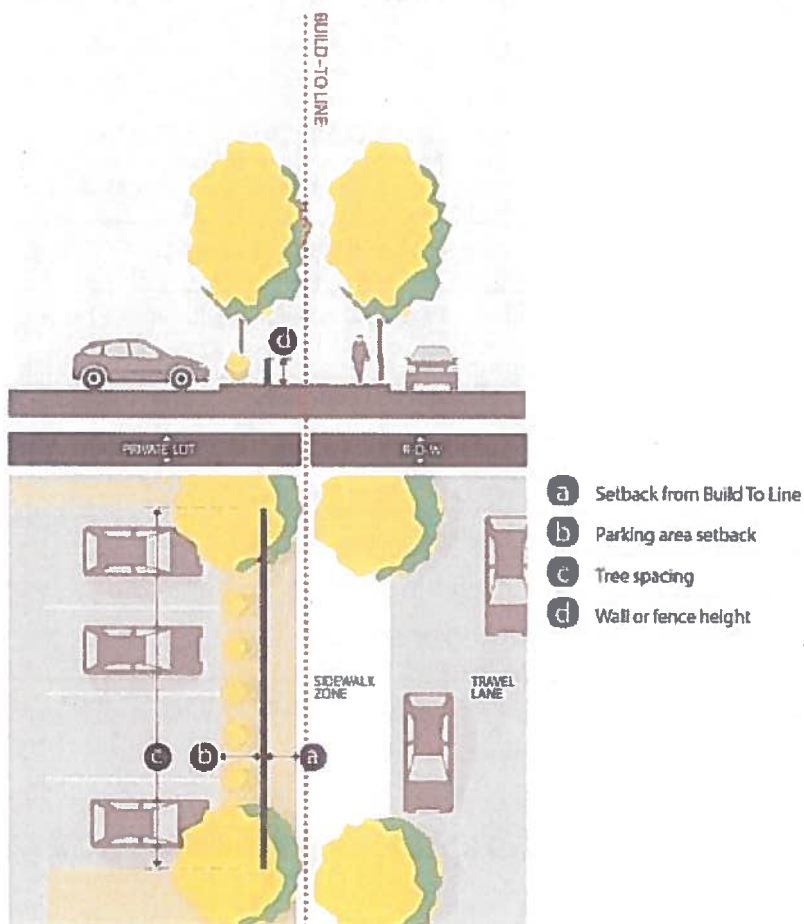 BUILD-TO LINE
d
PRIVATE LOT
R-O-W
a Setback from Build To Line
b Parking area setback
c Tree spacing
d Wall or fence height
SIDEWALK
ZONE
TRAVEL
LANE
c
b
a